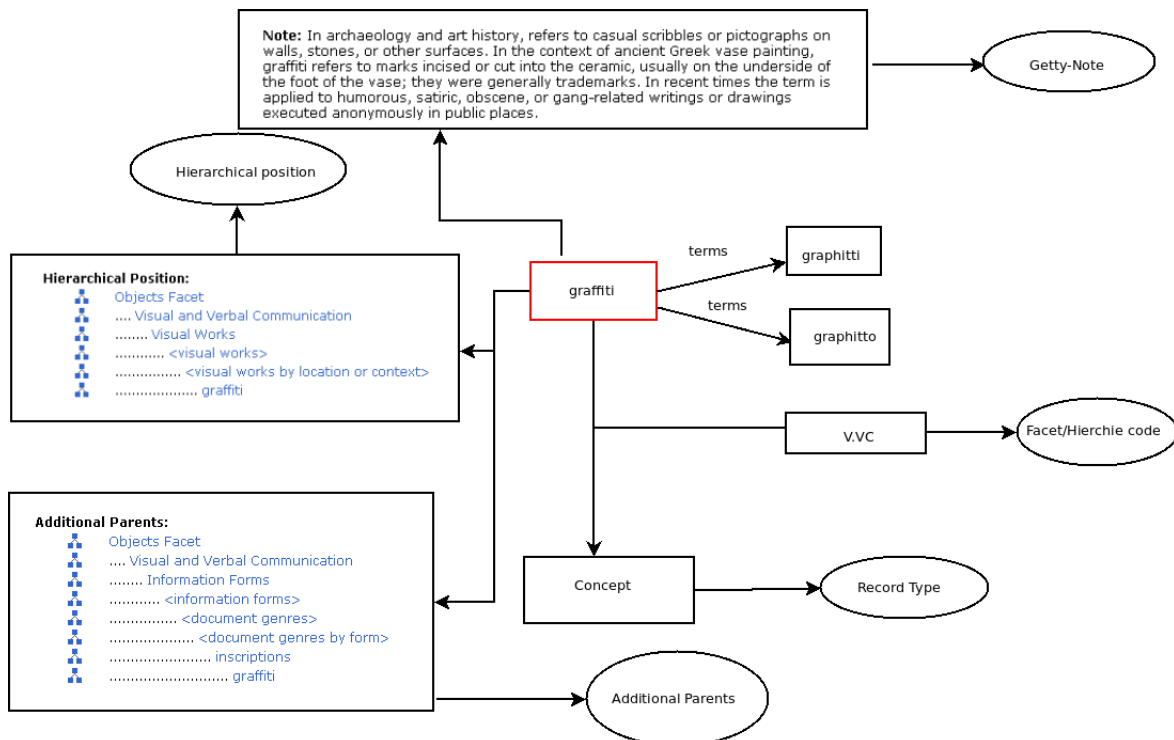 Note: In archaeology and art history, refers to casual scribbles or pictographs on
walls, stones, or other surfaces. In the context of ancient Greek vase painting,
graffiti refers to marks incised or cut into the ceramic, usually on the underside of
the foot of the vase; they were generally trademarks. In recent times the term is
applied to humorous, satiric, obscene, or gang-related writings or drawings
executed anonymously in public places.
Getty-Note
Hierarchical position
Hierarchical Position:
Objects Facet
.... Visual and Verbal Communication
........ Visual Works
............ <visual works>
................ <visual works by location or context>
.................... graffiti
graffiti
terms
graphitti
terms
graphitto
V.VC
Facet/Hierchie code
Additional Parents:
Objects Facet
.... Visual and Verbal Communication
........ Information Forms
............ <information forms>
................ <document genres>
.................... <document genres by form>
........................ inscriptions
............................ graffiti
Concept
Record Type
Additional Parents